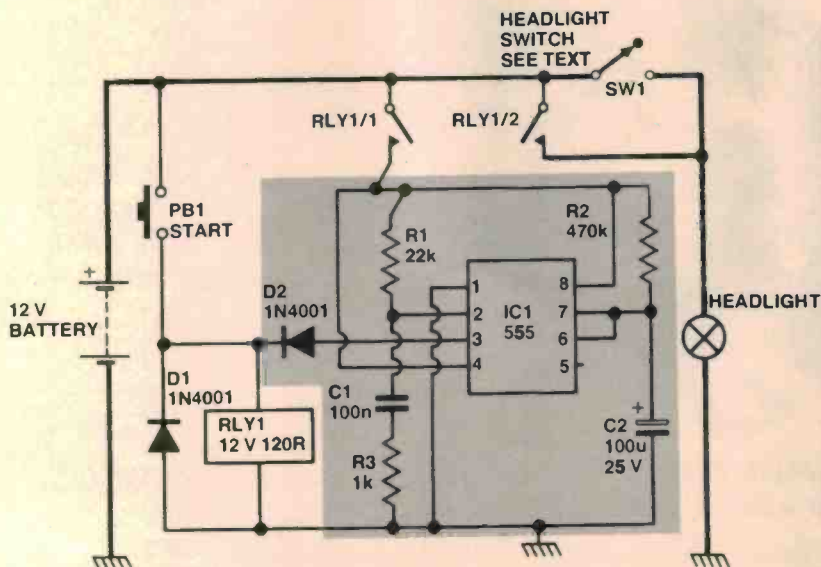 HEADLIGHT
SWITCH
SEE TEXT
SW1
RLY1/1
RLY1/2
PB1
START
R1
22k
R2
470k
D2
1N4001
1
2
3
4
IC1
555
8
7
6
5
HEADLIGHT
+
12 V
BATTERY
D1
1N4001
RLY1
12 V 120R
C1
100n
R3
1k
+
C2
100u
25 V